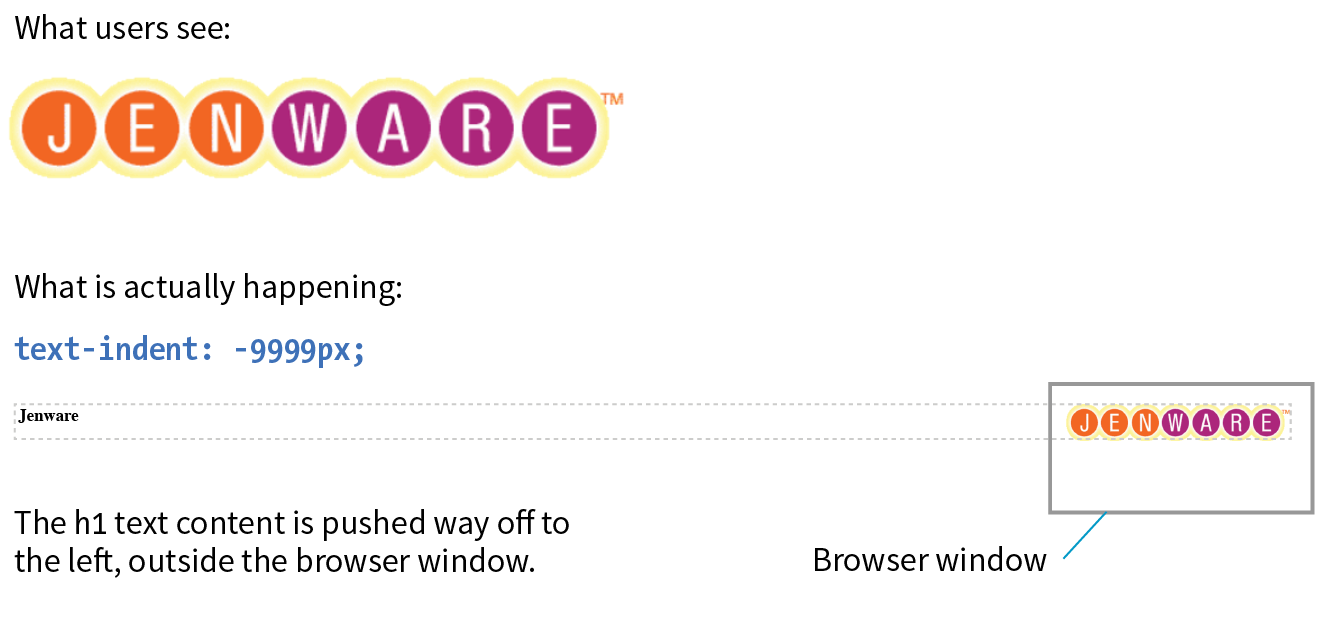 What users see:
JENWARE™
What is actually happening:
text-indent: -9999px;
Jenware
JENWARE™
The h1 text content is pushed way off to
the left, outside the browser window.
Browser window